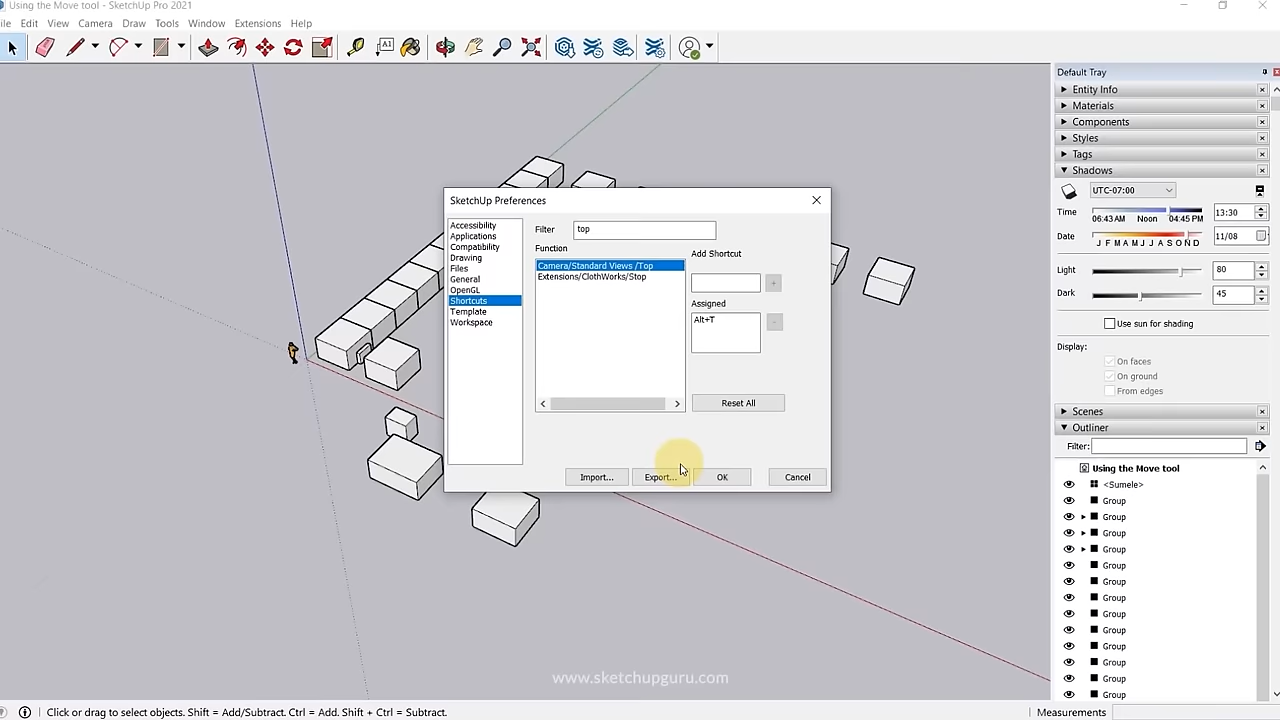 Using the Move tool - SketchUp Pro 2021
ile Edit View Camera Draw Tools Window Extensions Help
A1
Default Tray
Entity Info
Materials
Components
Styles
Tags
Shadows
UTC-07:00
Time
06:43 AM Noon 04:45 PM
13:30
Date
J F M A M J J A S O N D
11/08
Light
80
Dark
45
Use sun for shading
Display:
On faces
On ground
From edges
Scenes
Outliner
Filter:
Using the Move tool
<Sumele>
Group
Group
Group
Group
Group
Group
Group
Group
Group
Group
Group
Group
Group
SketchUp Preferences
Accessibility
Applications
Compatibility
Drawing
Files
General
OpenGL
Shortcuts
Template
Workspace
Filter
top
Function
Camera/Standard Views /Top
Extensions/ClothWorks/Stop
Add Shortcut
+
Assigned
Alt+T
-
Reset All
Import... Export... OK Cancel
www.sketchupguru.com
Click or drag to select objects. Shift = Add/Subtract. Ctrl = Add. Shift + Ctrl = Subtract.
Measurements